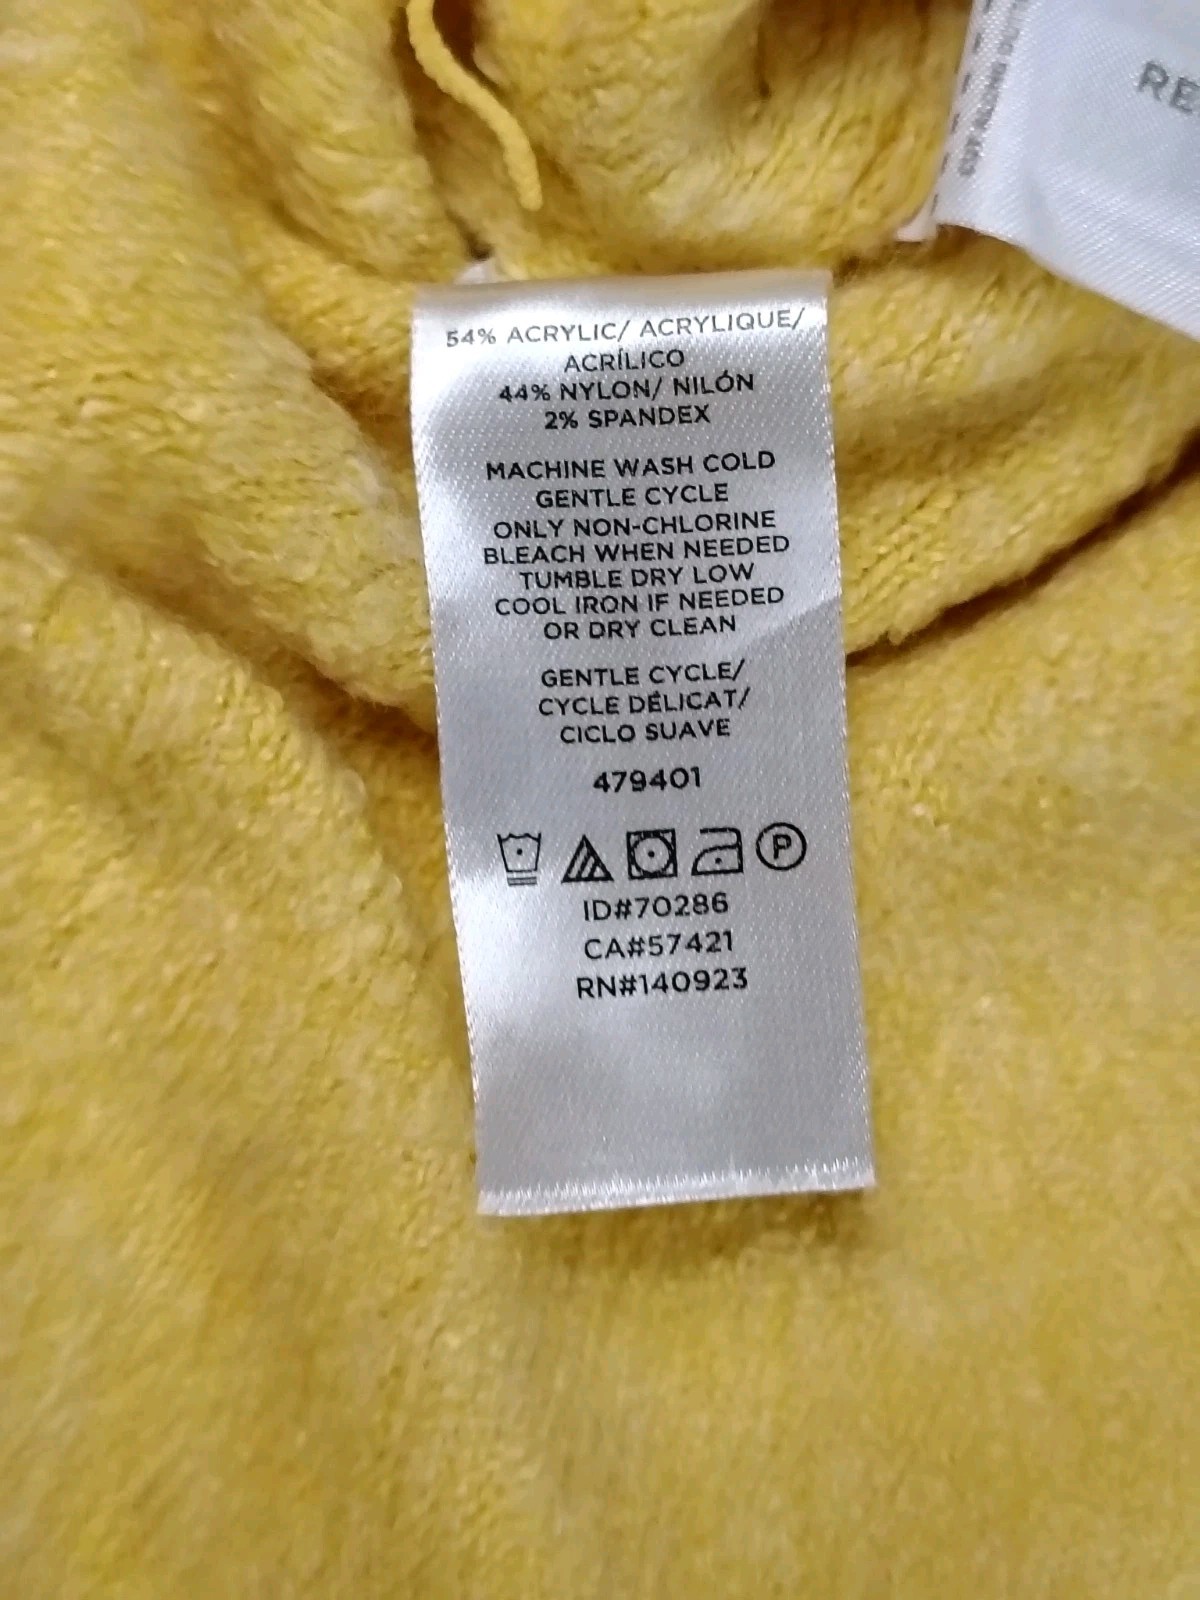 54% ACRYLIC/ ACRYLIQUE/
ACRÍLICO
44% NYLON/ NILÓN
2% SPANDEX
MACHINE WASH COLD
GENTLE CYCLE
ONLY NON-CHLORINE
BLEACH WHEN NEEDED
TUMBLE DRY LOW
COOL IRON IF NEEDED
OR DRY CLEAN
GENTLE CYCLE/
CYCLE DÉLICAT/
CICLO SUAVE
479401
P
ID#70286
CA#57421
RN#140923
RE